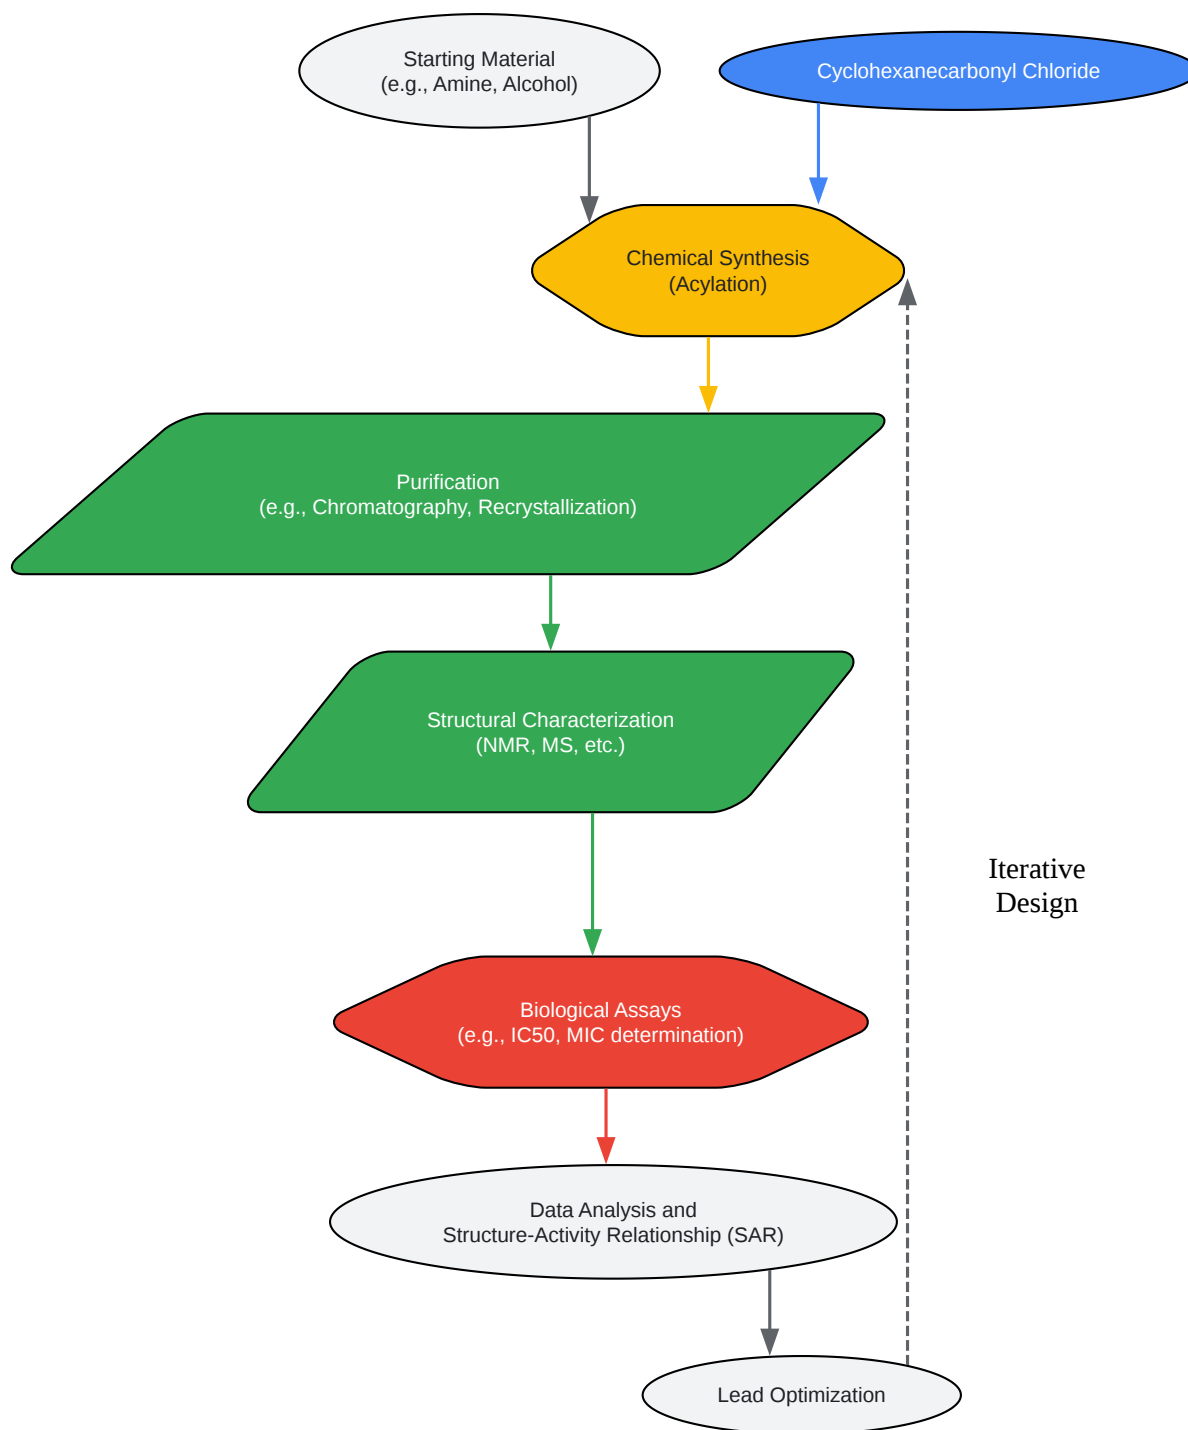 Starting Material
(e.g., Amine, Alcohol)
Cyclohexanecarbonyl Chloride
Chemical Synthesis
(Acylation)
Purification
(e.g., Chromatography, Recrystallization)
Structural Characterization
(NMR, MS, etc.)
Iterative
Design
Biological Assays
(e.g., IC50, MIC determination)
Data Analysis and
Structure-Activity Relationship (SAR)
Lead Optimization